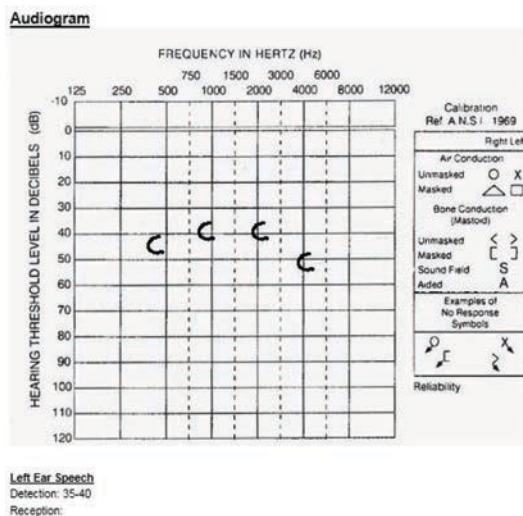 Audiogram
FREQUENCY IN HERTZ (Hz)
750 1500 3000 6000
125 250 500 1000 2000 4000 8000 12000
HEARING THRESHOLD LEVEL IN DECIBELS (dB)
-10
0
10
20
30
40
50
60
70
80
90
100
110
120
Calibration
Ref. A.N.S.I. 1969
Right Left
Air Conduction
Unmasked O X
Masked △ □
Bone Conduction
(Mastoid)
Unmasked < >
Masked [ ]
Sound Field S
Aided A
Examples of
No Response
Symbols
Reliability
Left Ear Speech
Detection: 35-40
Reception: